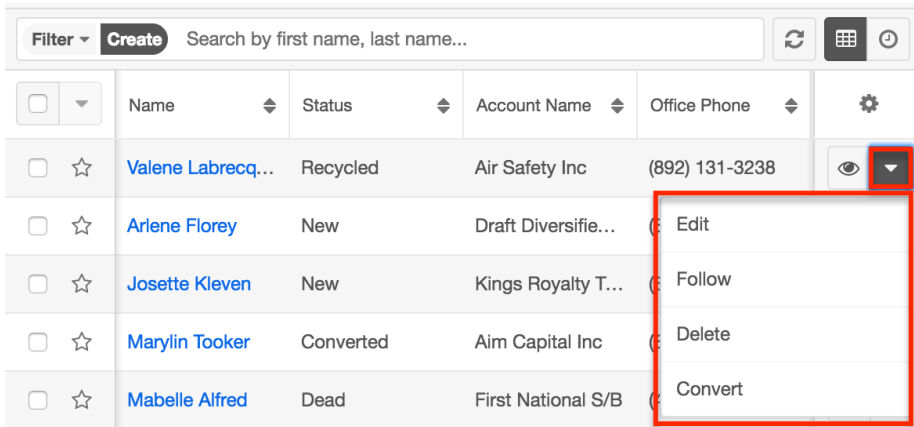 Filter Create Search by first name, last name...
Name Status Account Name Office Phone
Valene Labrecq... Recycled Air Safety Inc (892) 131-3238
Arlene Florey New Draft Diversifie... Edit
Josette Kleven New Kings Royalty T... Follow
Marylin Tooker Converted Aim Capital Inc Delete
Mabelle Alfred Dead First National S/B Convert